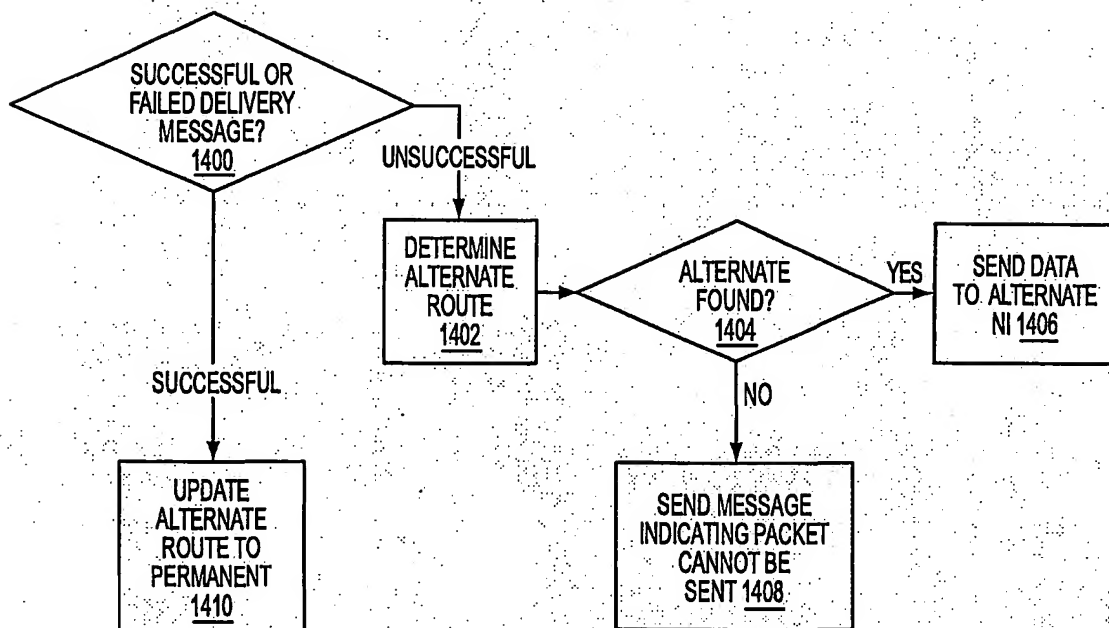 SUCCESSFUL OR
FAILED DELIVERY
MESSAGE?
1400
UNSUCCESSFUL
DETERMINE
ALTERNATE
ROUTE
1402
ALTERNATE
FOUND?
1404
YES
SEND DATA
TO ALTERNATE
NI 1406
SUCCESSFUL
NO
UPDATE
ALTERNATE
ROUTE TO
PERMANENT
1410
SEND MESSAGE
INDICATING PACKET
CANNOT BE
SENT 1408